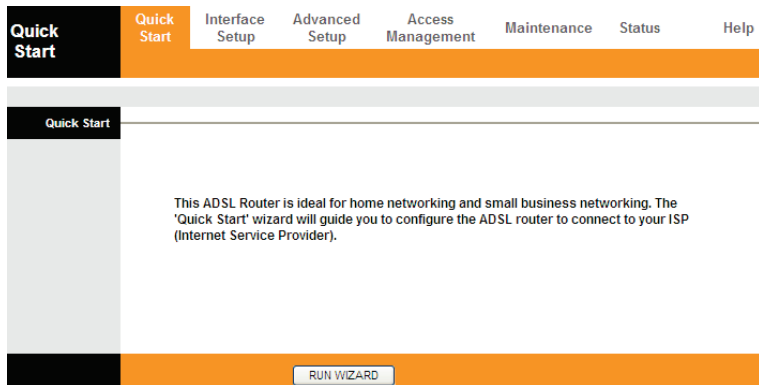 Quick
Start
Quick
Start
Interface
Setup
Advanced
Setup
Access
Management
Maintenance
Status
Help
Quick Start
This ADSL Router is ideal for home networking and small business networking. The
'Quick Start' wizard will guide you to configure the ADSL router to connect to your ISP
(Internet Service Provider).
RUN WIZARD